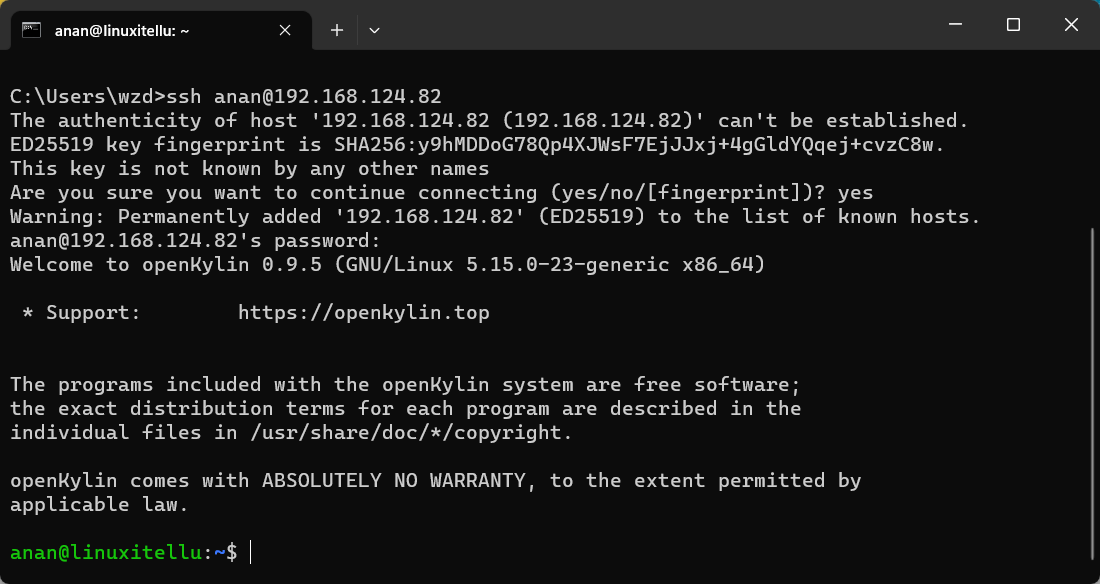 anan@linuxitellu: ~
C:\Users\wzd>ssh anan@192.168.124.82
The authenticity of host '192.168.124.82 (192.168.124.82)' can't be established.
ED25519 key fingerprint is SHA256:y9hMDDoG78Qp4XJWsF7EjJJxj+4gGldYQqej+cvzC8w.
This key is not known by any other names
Are you sure you want to continue connecting (yes/no/[fingerprint])? yes
Warning: Permanently added '192.168.124.82' (ED25519) to the list of known hosts.
anan@192.168.124.82's password:
Welcome to openKylin 0.9.5 (GNU/Linux 5.15.0-23-generic x86_64)
 * Support:        https://openkylin.top
The programs included with the openKylin system are free software;
the exact distribution terms for each program are described in the
individual files in /usr/share/doc/*/copyright.
openKylin comes with ABSOLUTELY NO WARRANTY, to the extent permitted by
applicable law.
anan@linuxitellu:~$